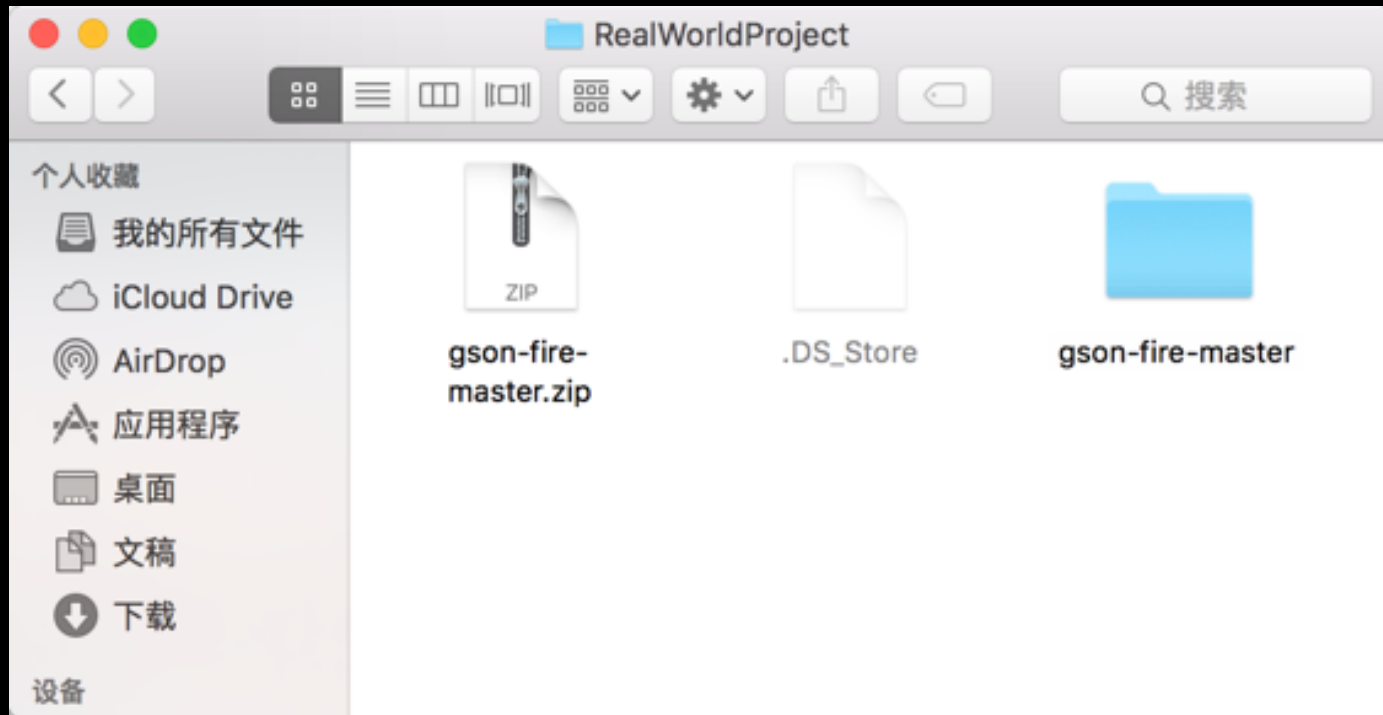 RealWorldProject
搜索
个人收藏
我的所有文件
iCloud Drive
AirDrop
应用程序
桌面
文稿
下载
设备
ZIP
gson-fire-
master.zip
.DS_Store
gson-fire-master